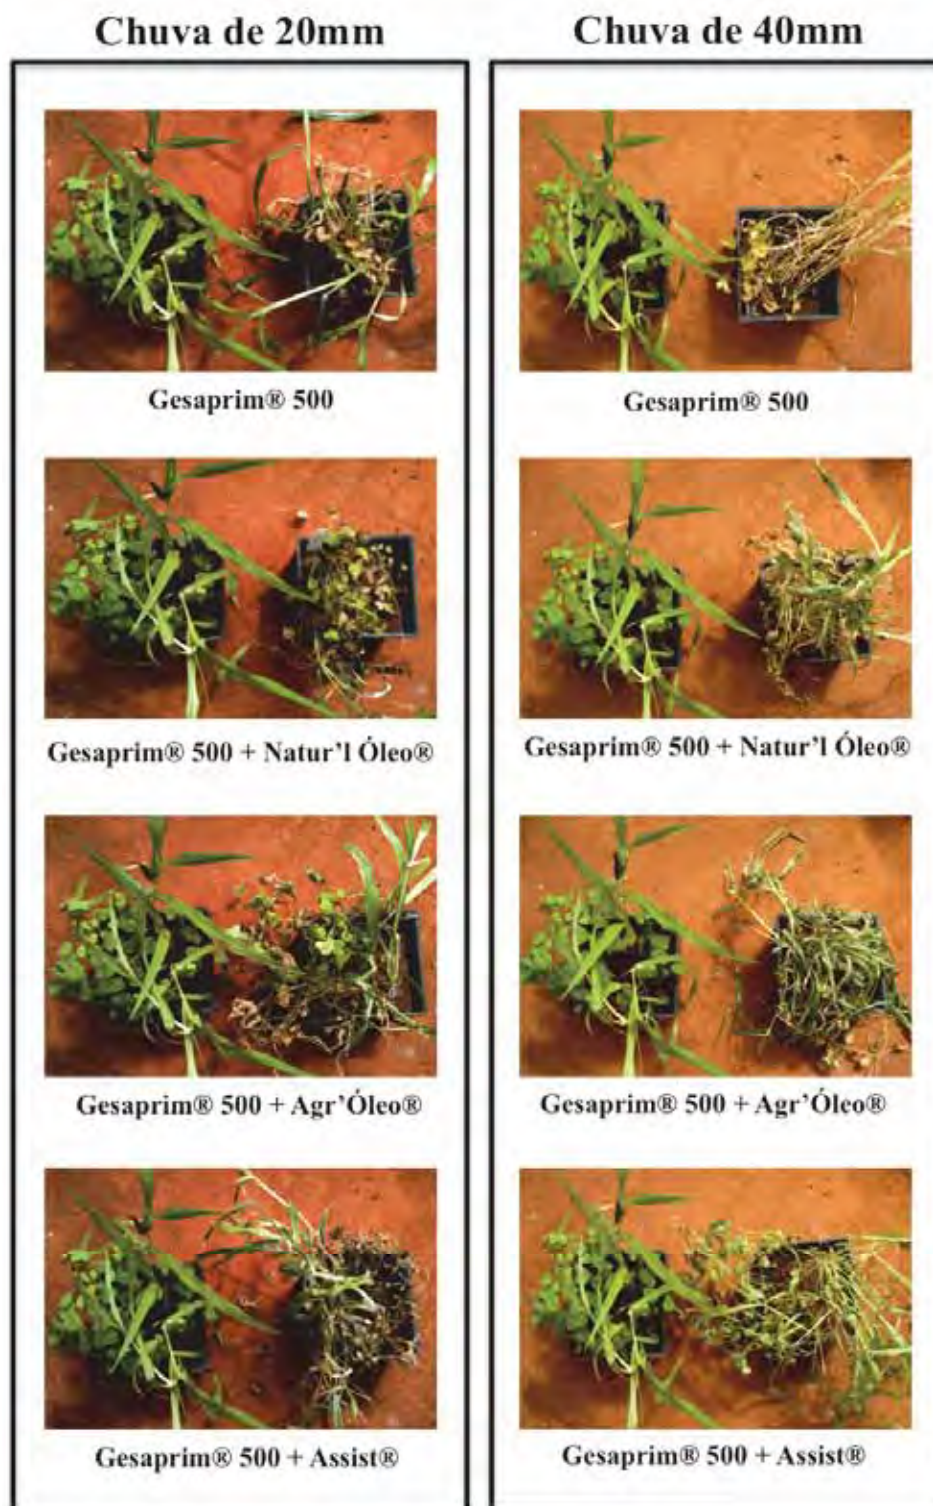 Chuva de 20mm
Gesaprim® 500
Gesaprim® 500 + Natur’l Óleo®
Gesaprim® 500 + Agr’Óleo®
Gesaprim® 500 + Assist®
Chuva de 40mm
Gesaprim® 500
Gesaprim® 500 + Natur’l Óleo®
Gesaprim® 500 + Agr’Óleo®
Gesaprim® 500 + Assist®